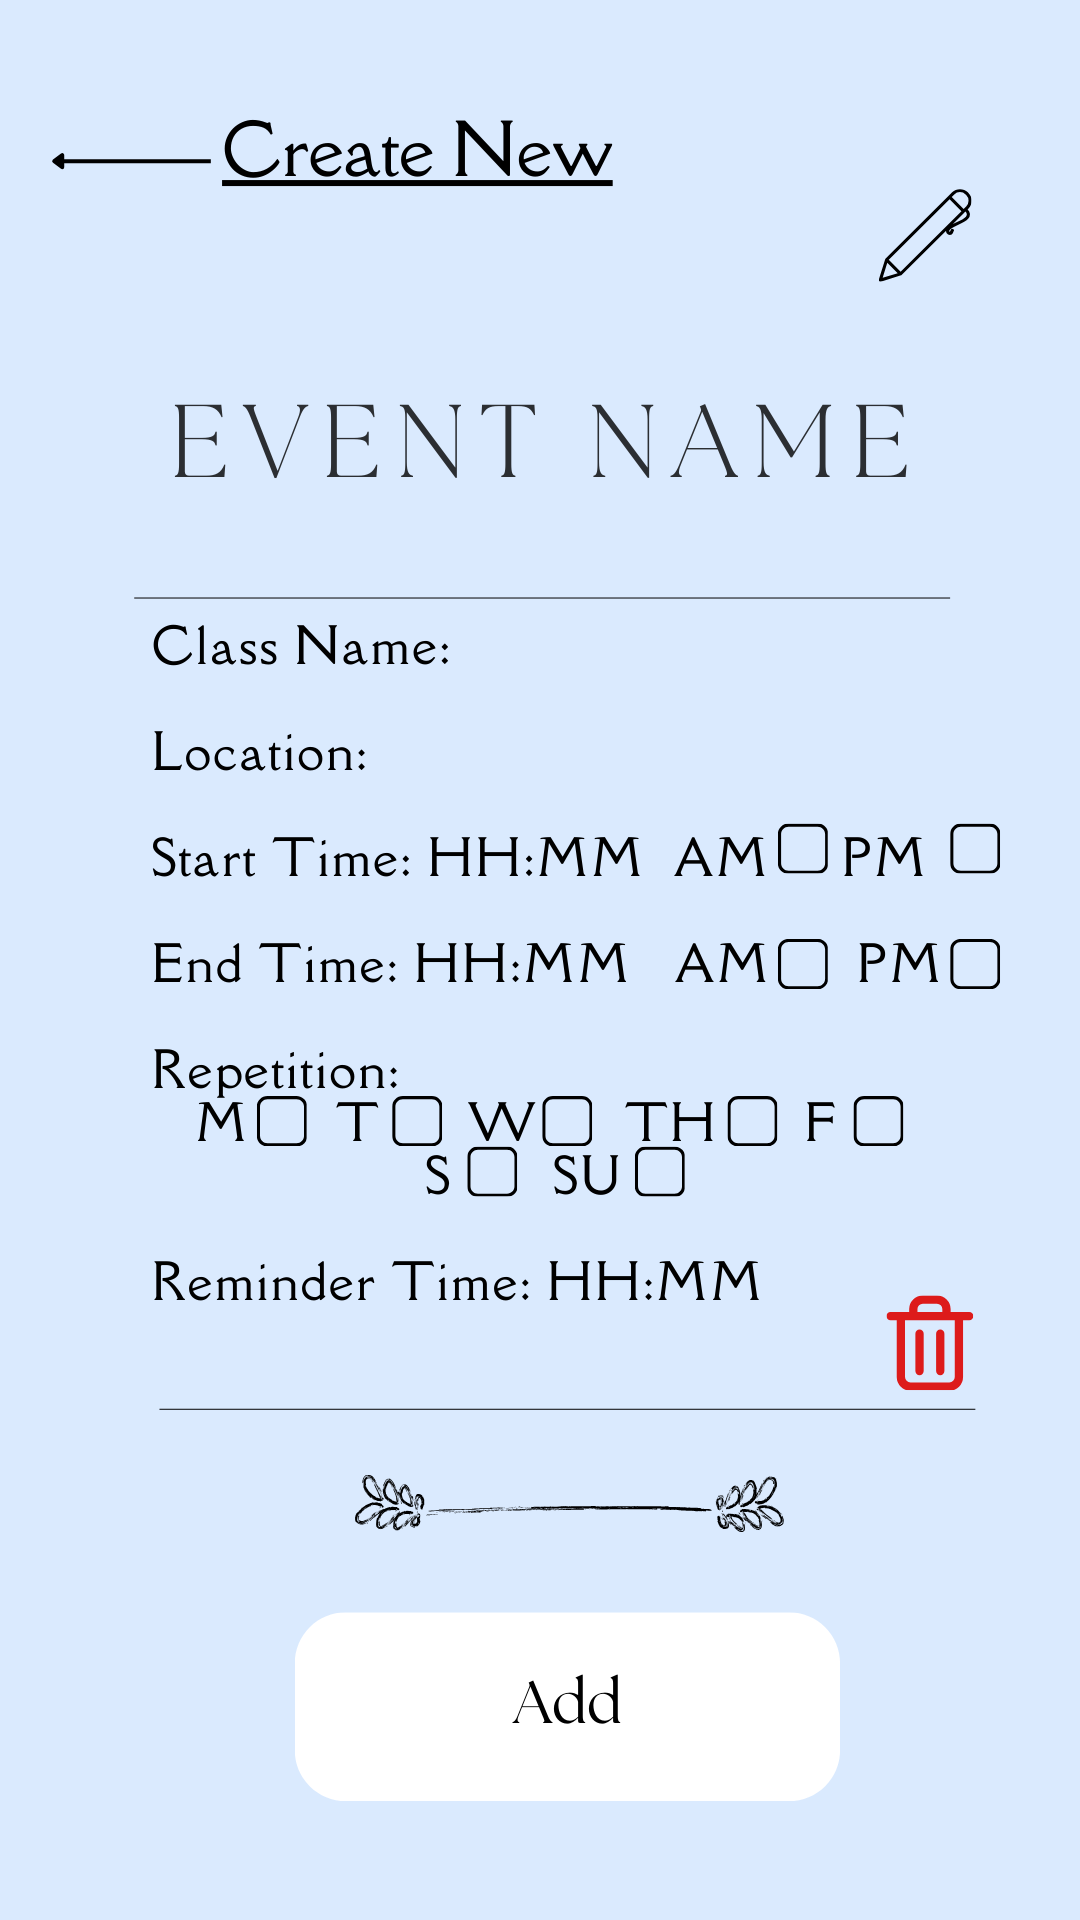 Create New
EVENT NAME
Class Name:
Location:
Start Time: HH:MM AM PM
End Time: HH:MM AM PM
Repetition:
M T W TH F
S SU
Reminder Time: HH:MM
Add